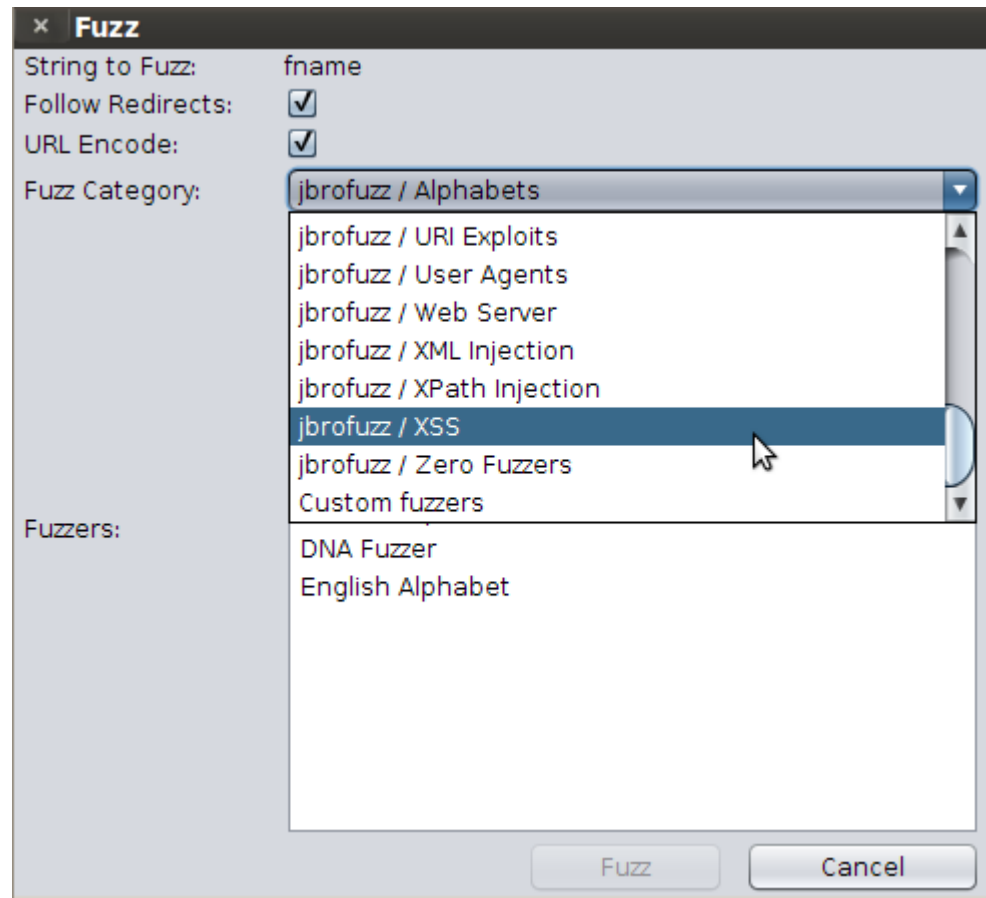 × Fuzz
String to Fuzz: fname
Follow Redirects:
URL Encode:
Fuzz Category: jbrofuzz / Alphabets
jbrofuzz / URI Exploits
jbrofuzz / User Agents
jbrofuzz / Web Server
jbrofuzz / XML Injection
jbrofuzz / XPath Injection
jbrofuzz / XSS
jbrofuzz / Zero Fuzzers
Custom fuzzers
Fuzzers:
DNA Fuzzer
English Alphabet
Fuzz Cancel